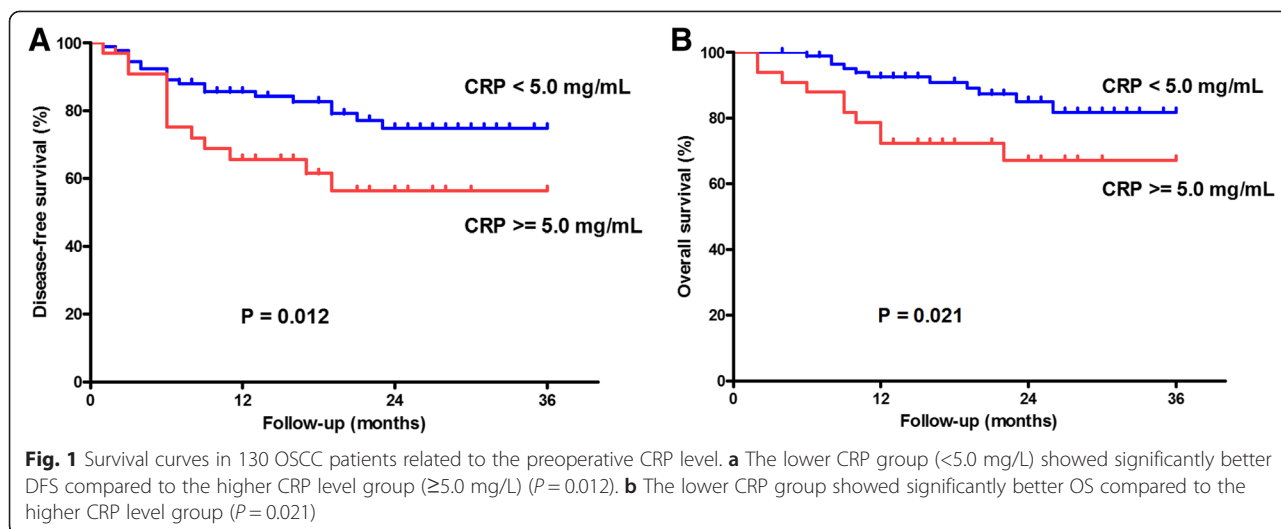 A
Disease-free survival (%)
100
80
60
40
20
0
0 12 24 36
Follow-up (months)
CRP < 5.0 mg/mL
CRP >= 5.0 mg/mL
P = 0.012
B
Overall survival (%)
100
80
60
40
20
0
0 12 24 36
Follow-up (months)
CRP < 5.0 mg/mL
CRP >= 5.0 mg/mL
P = 0.021
Fig. 1 Survival curves in 130 OSCC patients related to the preoperative CRP level. a The lower CRP group (<5.0 mg/L) showed significantly better
DFS compared to the higher CRP level group (≥5.0 mg/L) (P = 0.012). b The lower CRP group showed significantly better OS compared to the
higher CRP level group (P = 0.021)